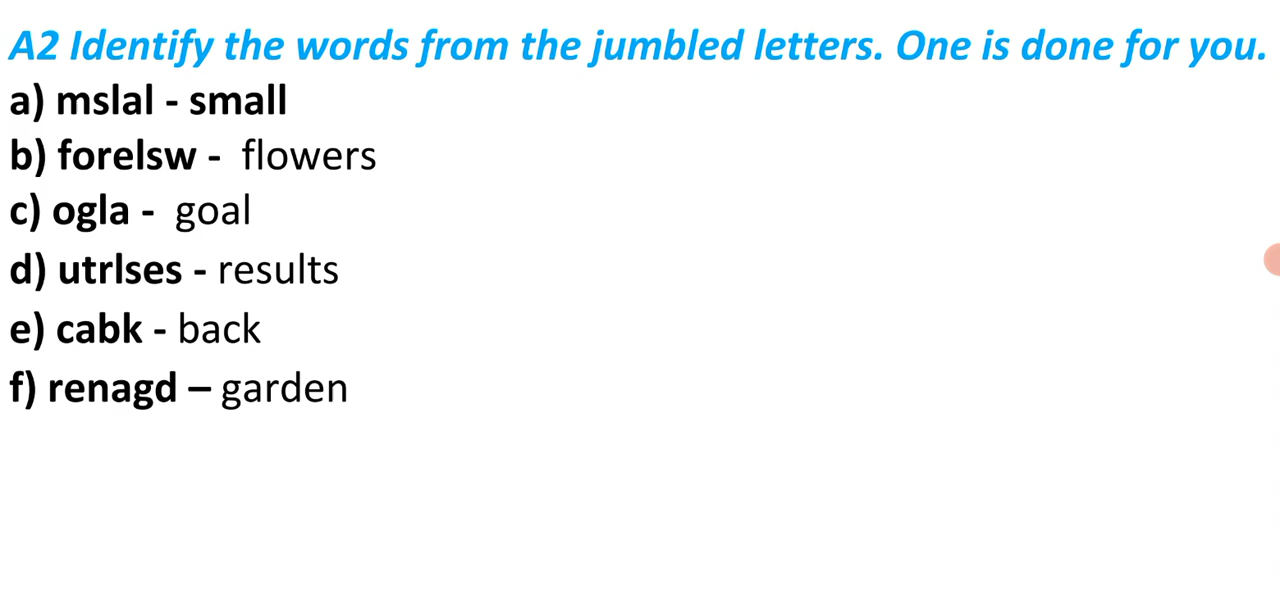 A2 Identify the words from the jumbled letters. One is done for you.
a) mslal - small
b) forelsw - flowers
c) ogla - goal
d) utrlses - results
e) cabk - back
f) renagd – garden